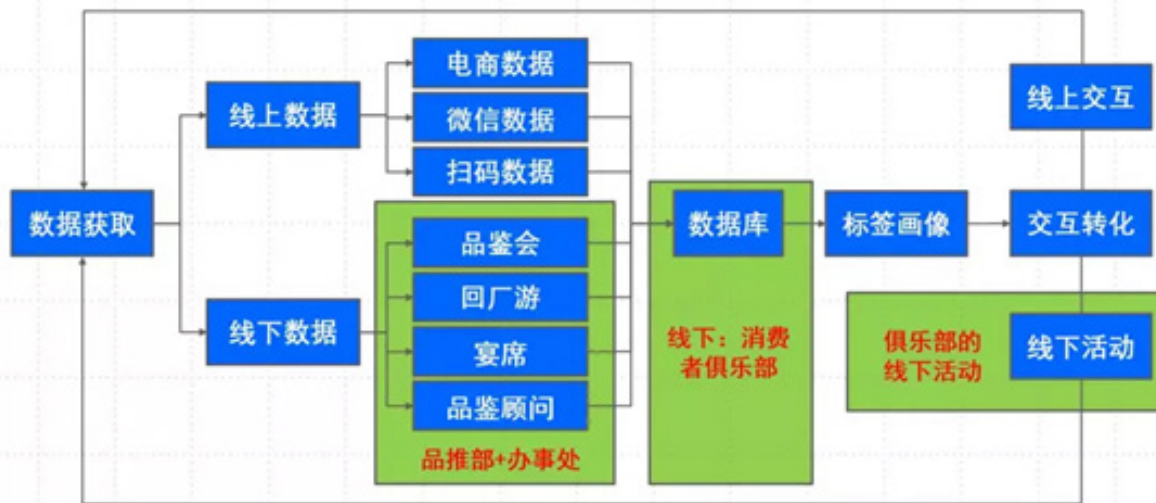 电商数据
线上交互
线上数据
微信数据
扫码数据
数据获取
数据库
标签画像
交互转化
品鉴会
回厂游
线下数据
线下：消费
者俱乐部
俱乐部的
线下活动
线下活动
宴席
品鉴顾问
品推部+办事处